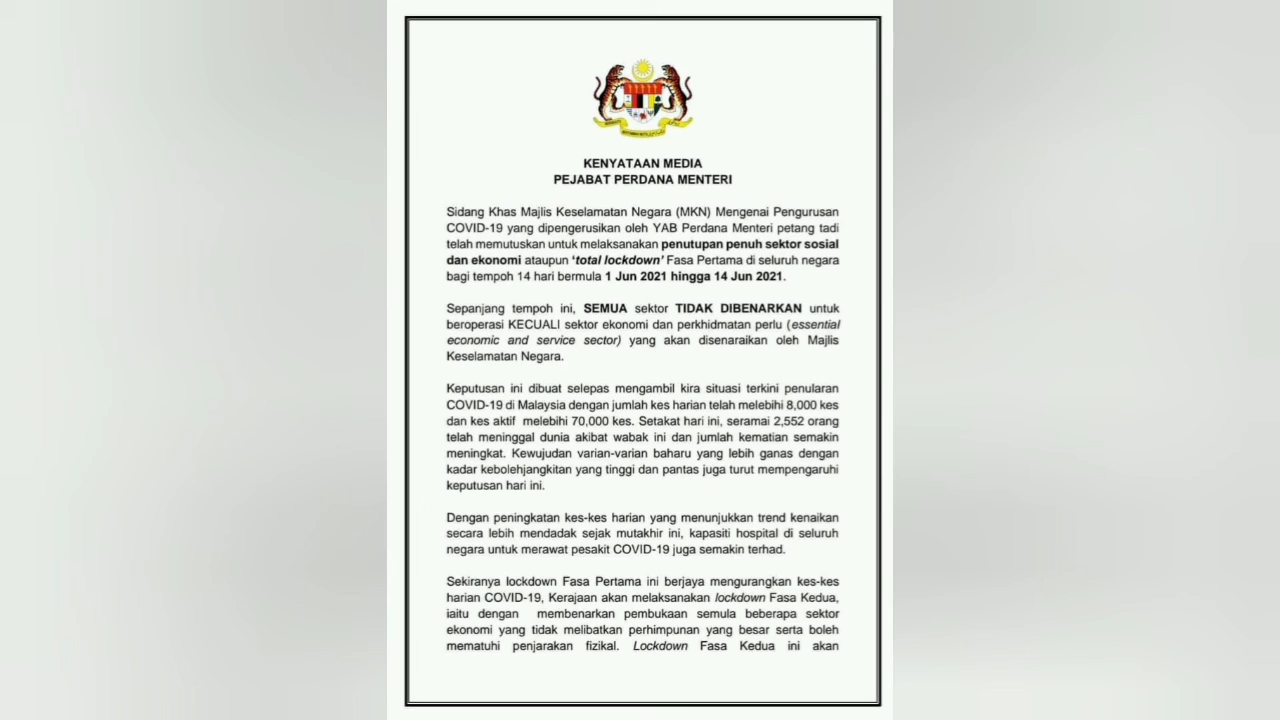 KENYATAAN MEDIA
PEJABAT PERDANA MENTERI
Sidang Khas Majlis Keselamatan Negara (MKN) Mengenai Pengurusan
COVID-19 yang dipengerusikan oleh YAB Perdana Menteri petang tadi
telah memutuskan untuk melaksanakan penutupan penuh sektor sosial
dan ekonomi ataupun ‘total lockdown’ Fasa Pertama di seluruh negara
bagi tempoh 14 hari bermula 1 Jun 2021 hingga 14 Jun 2021.
Sepanjang tempoh ini, SEMUA sektor TIDAK DIBENARKAN untuk
beroperasi KECUALI sektor ekonomi dan perkhidmatan perlu (essential
economic and service sector) yang akan disenaraikan oleh Majlis
Keselamatan Negara.
Keputusan ini dibuat selepas mengambil kira situasi terkini penularan
COVID-19 di Malaysia dengan jumlah kes harian telah melebihi 8,000 kes
dan kes aktif melebihi 70,000 kes. Setakat hari ini, seramai 2,552 orang
telah meninggal dunia akibat wabak ini dan jumlah kematian semakin
meningkat. Kewujudan varian-varian baharu yang lebih ganas dengan
kadar kebolehjangkitan yang tinggi dan pantas juga turut mempengaruhi
keputusan hari ini.
Dengan peningkatan kes-kes harian yang menunjukkan trend kenaikan
secara lebih mendadak sejak mutakhir ini, kapasiti hospital di seluruh
negara untuk merawat pesakit COVID-19 juga semakin terhad.
Sekiranya lockdown Fasa Pertama ini berjaya mengurangkan kes-kes
harian COVID-19, Kerajaan akan melaksanakan lockdown Fasa Kedua,
iaitu dengan membenarkan pembukaan semula beberapa sektor
ekonomi yang tidak melibatkan perhimpunan yang besar serta boleh
mematuhi penjarakan fizikal. Lockdown Fasa Kedua ini akan